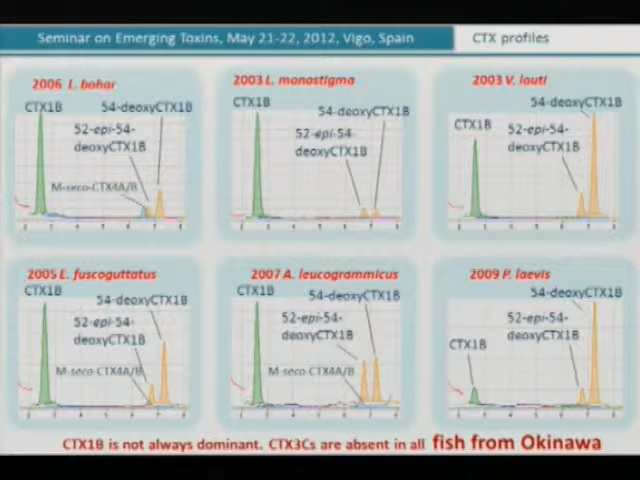 Seminar on Emerging Toxins, May 21-22, 2012, Vigo, Spain
CTX profiles
2006 L. bohar
CTX1B
54-deoxyCTX1B
52-epi-54-
deoxyCTX1B
M-seco-CTX4A/B
2003 L. monostigma
CTX1B
54-deoxyCTX1B
52-epi-54-
deoxyCTX1B
2003 V. louti
54-deoxyCTX1B
CTX1B
52-epi-54-
deoxyCTX1B
2005 E. fuscoguttatus
CTX1B
54-deoxyCTX1B
52-epi-54-
deoxyCTX1B
M-seco-CTX4A/B
2007 A. leucogrammicus
CTX1B
54-deoxyCTX1B
52-epi-54-
deoxyCTX1B
M-seco-CTX4A/B
2009 P. laevis
54-deoxyCTX1B
52-epi-54-
deoxyCTX1B
CTX1B
CTX1B is not always dominant. CTX3Cs are absent in all fish from Okinawa